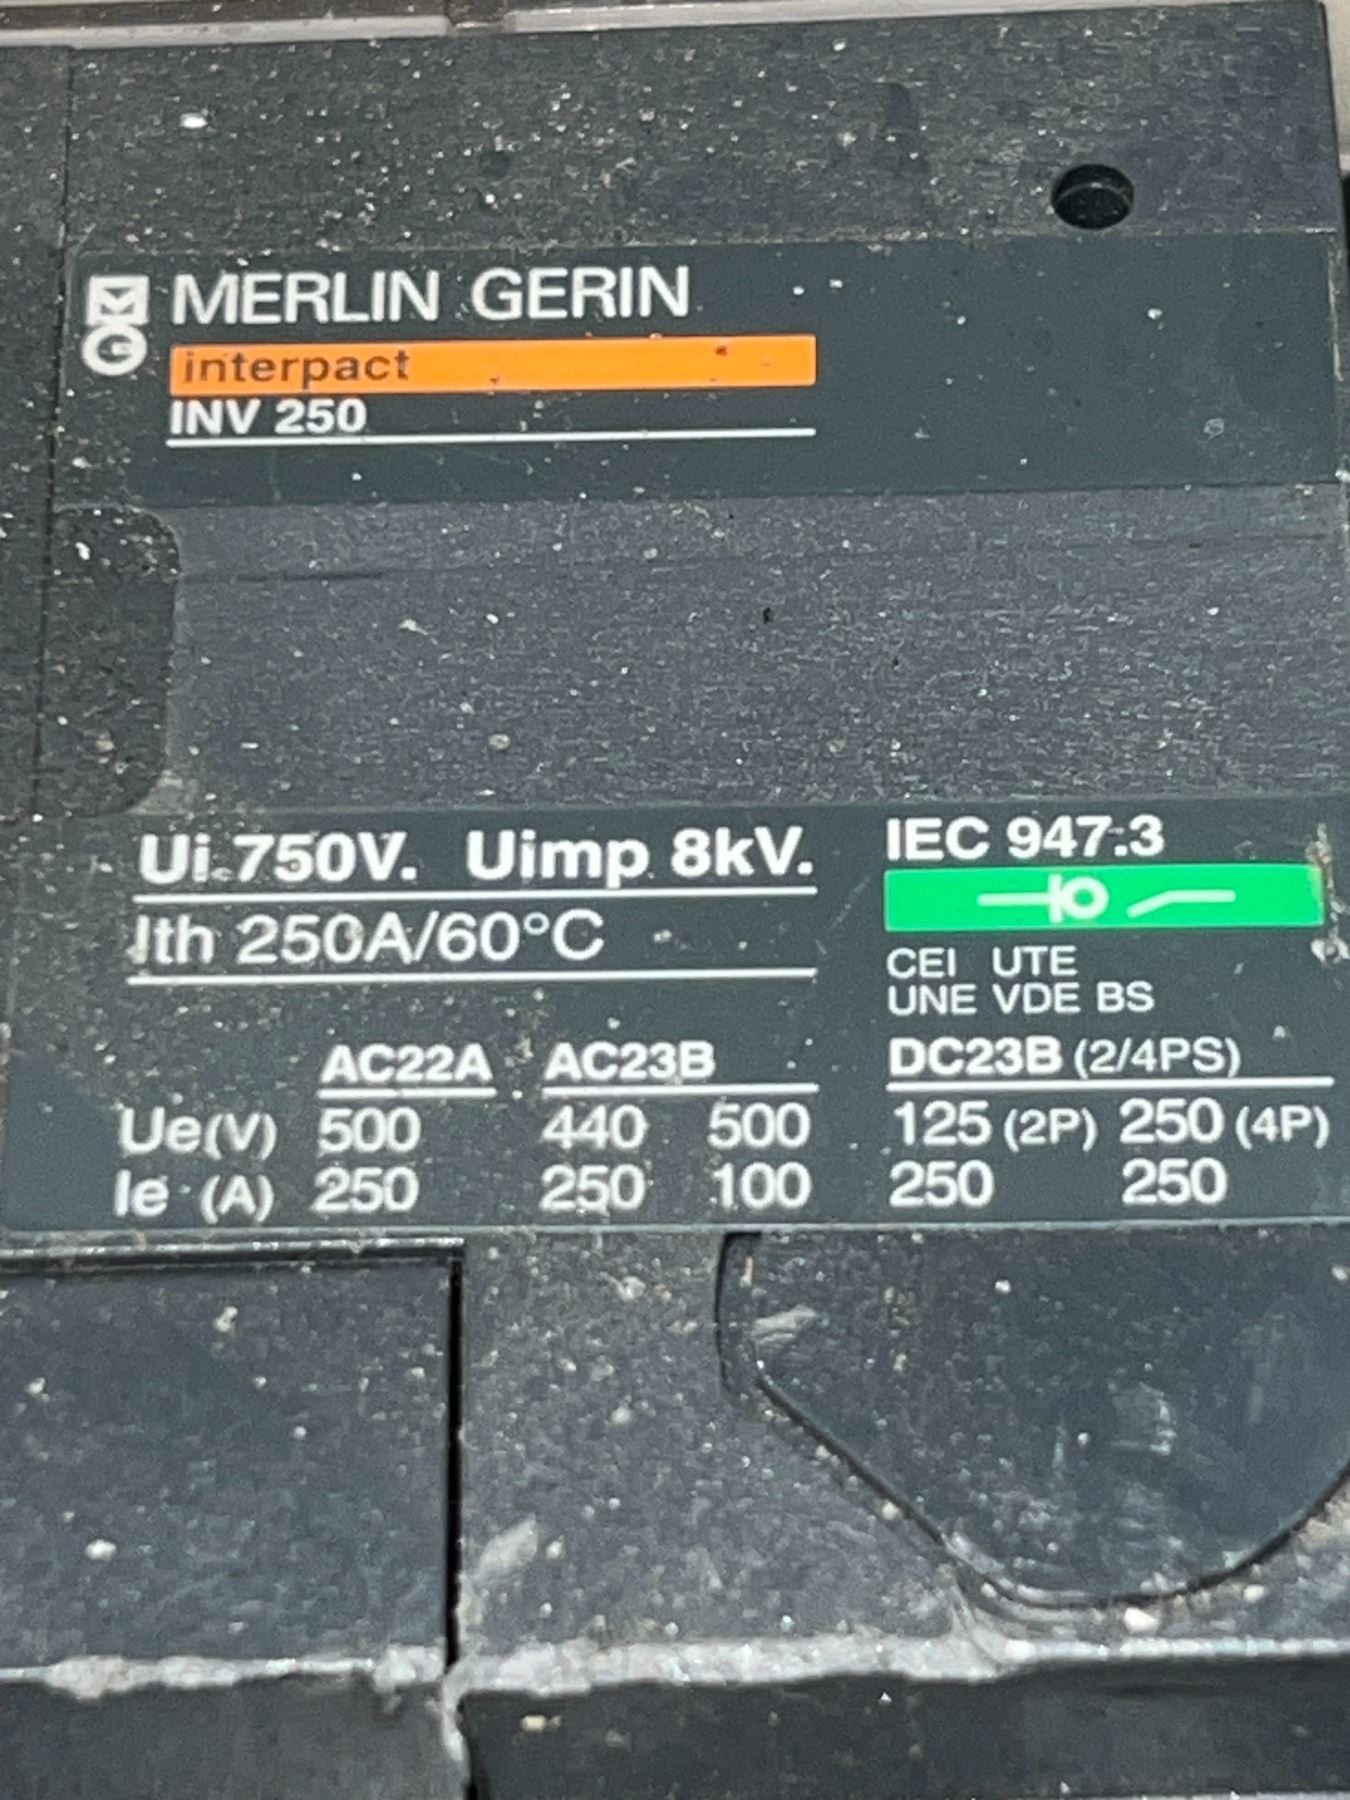 MG MERLIN GERIN
interpact
INV 250
Ui.750V. Uimp 8kV.
Ith 250A/60°C
IEC 947.3
CEI UTE
UNE VDE BS
AC22A AC23B DC23B (2/4PS)
Ue(V) 500 440 500 125 (2P) 250 (4P)
Ie (A) 250 250 100 250 250